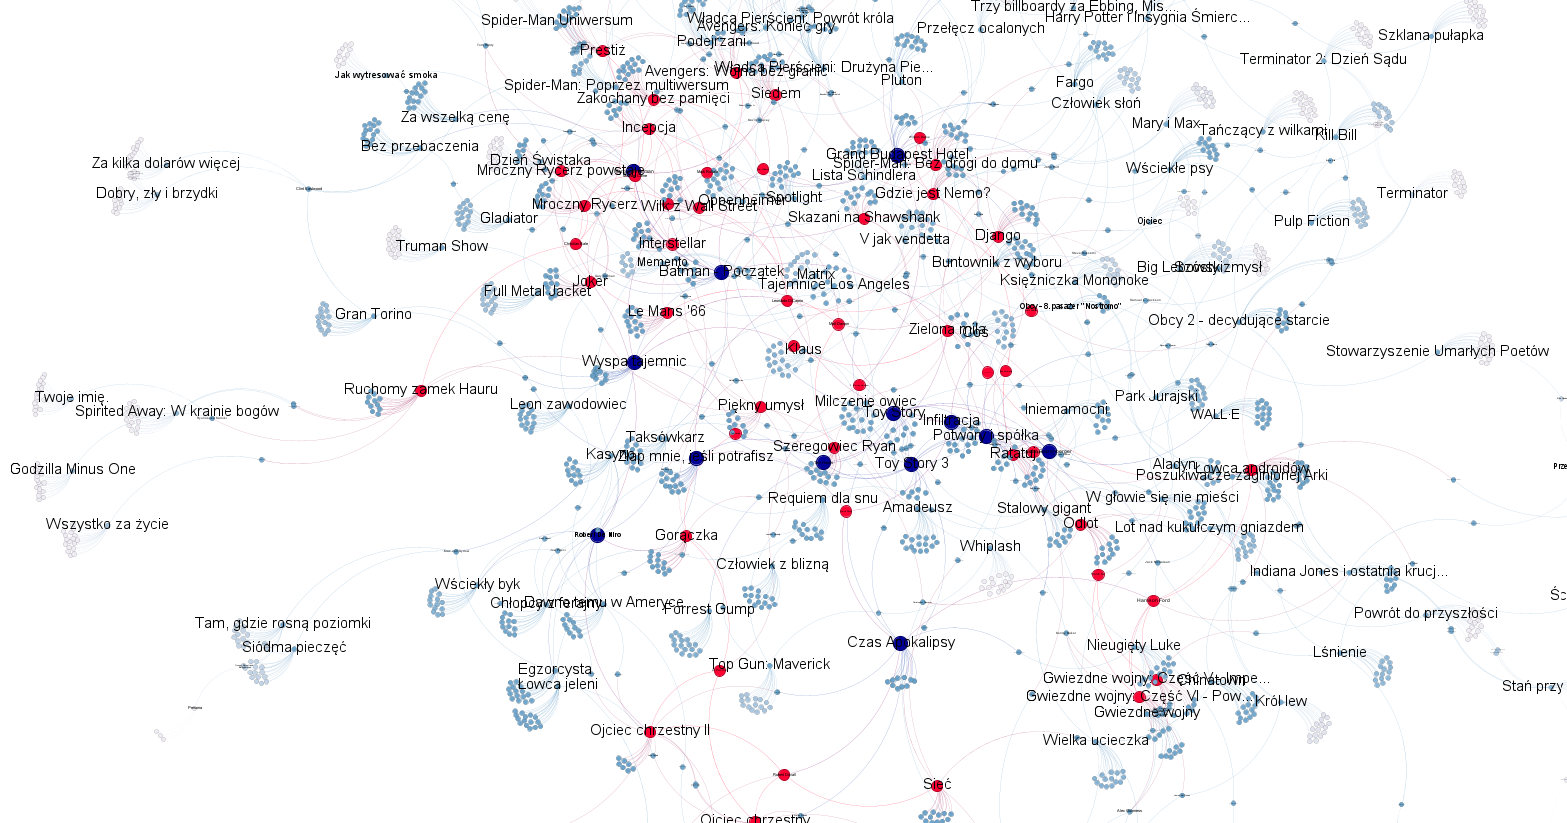 Trzy billboardy za Ebbing, Mis...
Władca Pierścieni: Powrót króla
Harry Potter i Insygnia Śmierc...
Spider-Man Uniwersum
Avengers: Koniec gry
Przełęcz ocalonych
Szklana pułapka
Podejrzani
Prestiż
Terminator 2: Dzień Sądu
Władca Pierścieni: Drużyna Pie...
Avengers: Wojna bez granic
Jak wytresować smoka
Pluton
Fargo
Spider-Man: Poprzez multiwersum
Siedem
Zakochany bez pamięci
Człowiek słoń
Za wszelką cenę
Incepcja
Mary i Max
Tańczący z wilkami
Kill Bill
Bez przebaczenia
Grand Budapest Hotel
Dzień Świstaka
Za kilka dolarów więcej
Spider-Man: Bez drogi do domu
Mroczny Rycerz powstaje
Wściekłe psy
Lista Schindlera
Dobry, zły i brzydki
Gdzie jest Nemo?
Terminator
Spotlight
Oppenheimer
Mroczny Rycerz
Wilk z Wall Street
Gladiator
Skazani na Shawshank
Ojciec
Pulp Fiction
Django
V jak vendetta
Truman Show
Interstellar
Memento
Buntownik z wyboru
Big Lebowski
Szósty zmysł
Batman - Początek
Matrix
Joker
Księżniczka Mononoke
Tajemnice Los Angeles
Full Metal Jacket
Obcy - 8. pasażer "Nostromo"
Le Mans '66
Gran Torino
Obcy 2 - decydujące starcie
Zielona mila
Coś
Klaus
Stowarzyszenie Umarłych Poetów
Wyspa tajemnic
Ruchomy zamek Hauru
Twoje imię.
Park Jurajski
Milczenie owiec
Leon zawodowiec
Piękny umysł
Spirited Away: W krainie bogów
Iniemamocni
Toy Story
WALL·E
Infiltracja
Taksówkarz
Potwory i spółka
Szeregowiec Ryan
Kasyno
Złap mnie, jeśli potrafisz
Ratatuj
Toy Story 3
Aladyn
Łowca androidów
Godzilla Minus One
Prze
Poszukiwacze zaginionej Arki
Requiem dla snu
W głowie się nie mieści
Amadeusz
Stalowy gigant
Wszystko za życie
Odlot
Lot nad kukułczym gniazdem
Robert De Niro
Gorączka
Whiplash
Człowiek z blizną
Indiana Jones i ostatnia krucj...
Wściekły byk
Śc
Chłopcy z ferajny
Dawno temu w Ameryce
Forrest Gump
Harrison Ford
Powrót do przyszłości
Tam, gdzie rosną poziomki
Czas Apokalipsy
Siódma pieczęć
Nieugięty Luke
Lśnienie
Egzorcysta
Top Gun: Maverick
Gwiezdne wojny: Część V - Impe...
Chinatown
Łowca jeleni
Stań przy
Gwiezdne wojny: Część VI - Pow...
Król lew
Gwiezdne wojny
Ojciec chrzestny II
Wielka ucieczka
Sieć
Ojciec chrzestny